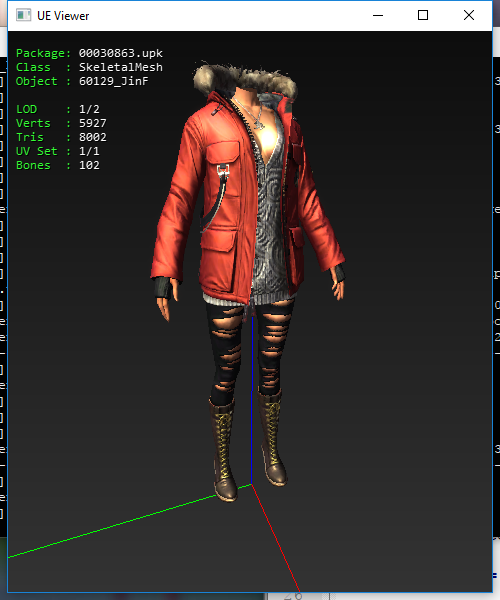 UE Viewer
Package: 00030863.upk
Class : SkeletalMesh
Object : 60129_JinF
LOD : 1/2
Verts : 5927
Tris : 8002
UV Set : 1/1
Bones : 102